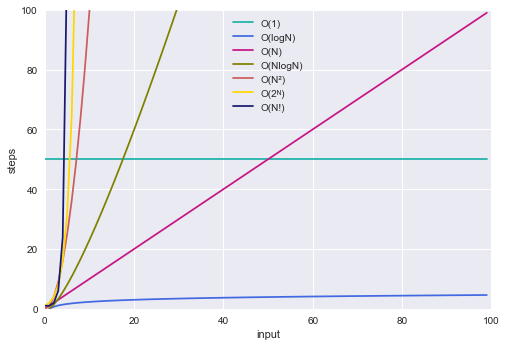 100
80
60
40
20
0
steps
O(1)
O(logN)
O(N)
O(NlogN)
O(N²)
O(2ᴺ)
O(N!)
0 20 40 60 80 100
input